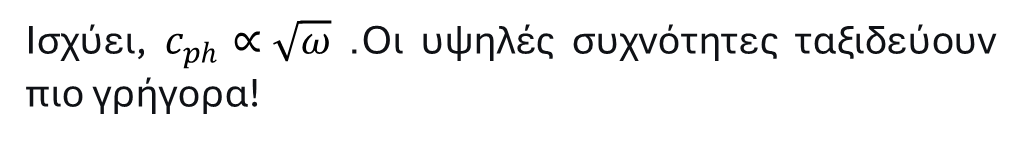 Ισχύει, c_{ph} ∝ √ω .Οι υψηλές συχνότητες ταξιδεύουν
πιο γρήγορα!